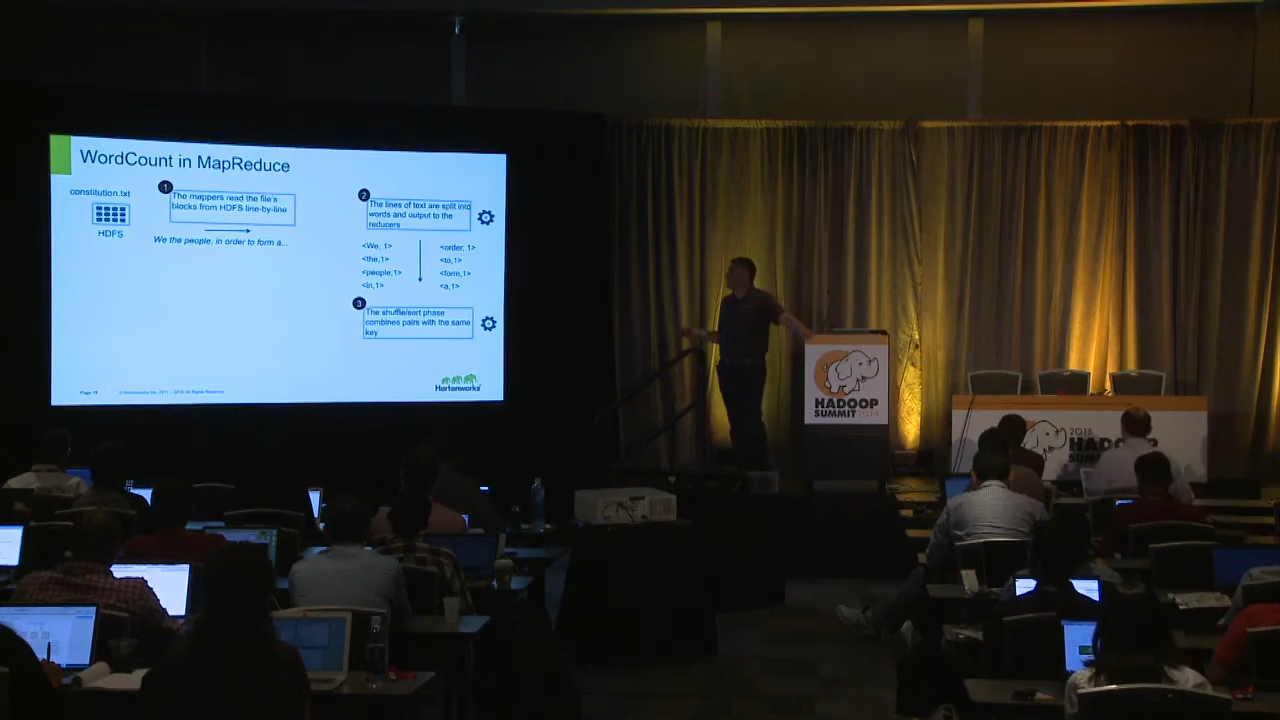 WordCount in MapReduce
constitution.txt
HDFS
1
The mappers read the file's
blocks from HDFS line-by-line
We the people, in order to form a...
2
The lines of text are split into
words and output to the
reducers
<We, 1>
<the,1>
<people,1>
<in,1>
<order, 1>
<to,1>
<form,1>
<a,1>
3
The shuffle/sort phase
combines pairs with the same
key
Hortonworks
HADOOP
SUMMIT 2015
2015
HADOOP